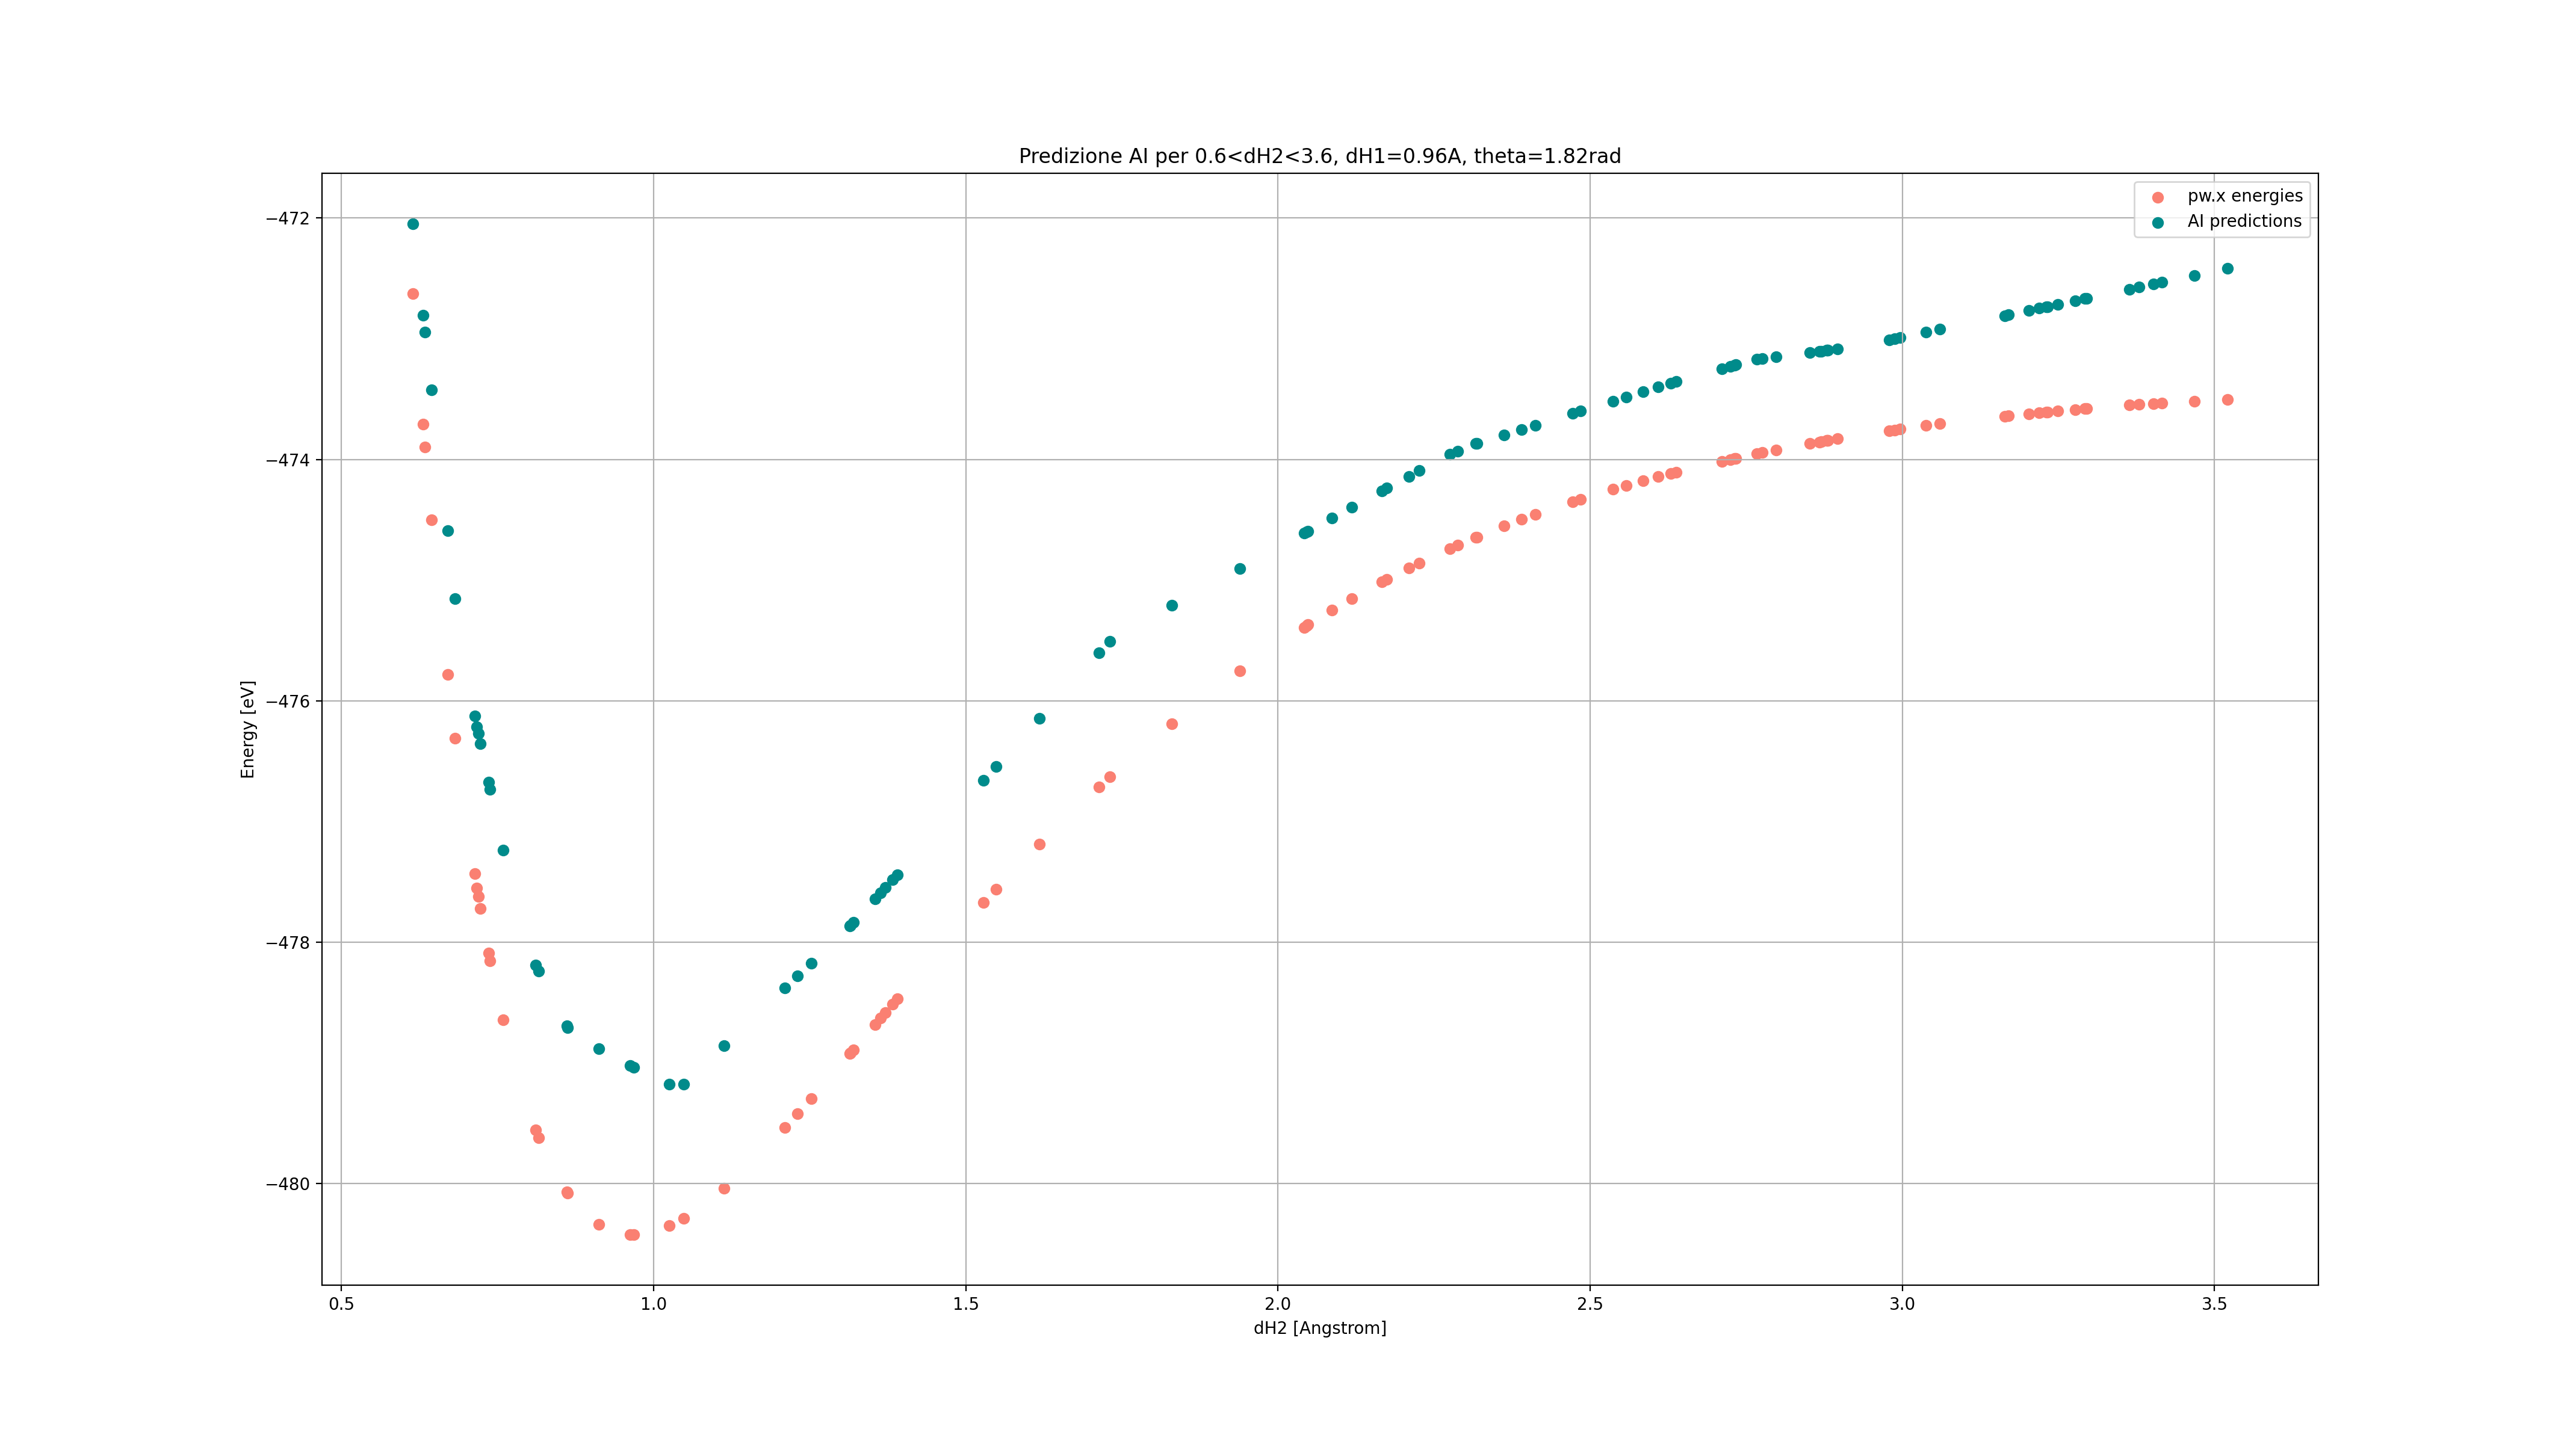 Predizione AI per 0.6<dH2<3.6, dH1=0.96A, theta=1.82rad
pw.x energies
AI predictions
−472
−474
−476
−478
−480
Energy [eV]
0.5 1.0 1.5 2.0 2.5 3.0 3.5
dH2 [Angstrom]